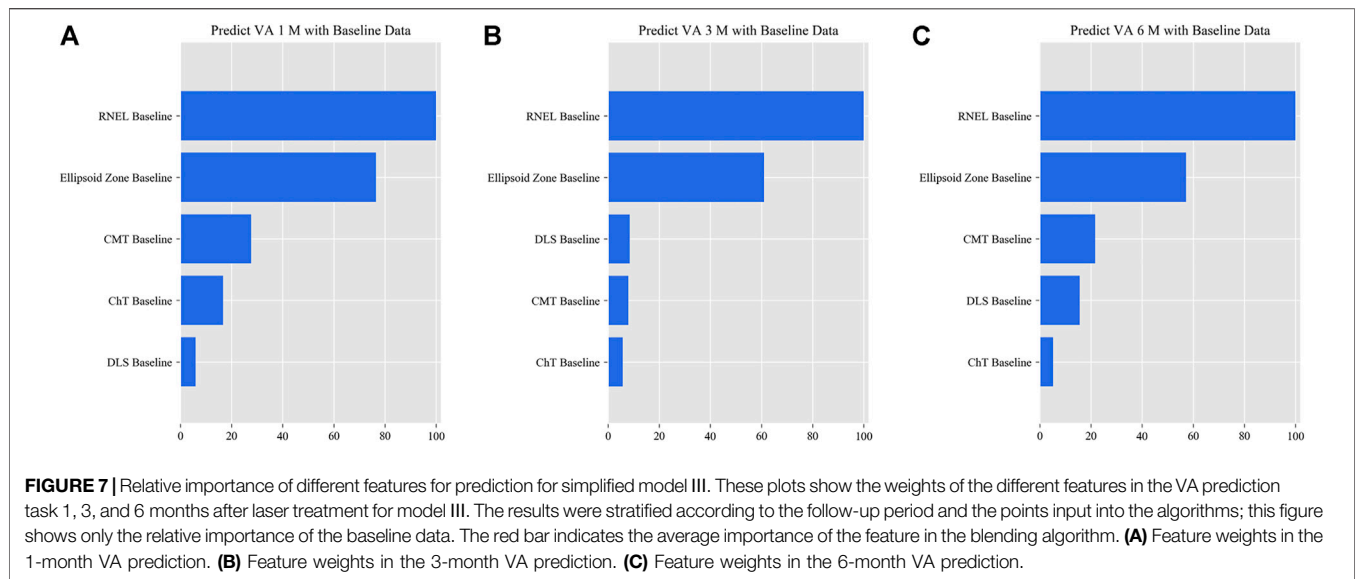 A
Predict VA 1 M with Baseline Data
RNEL Baseline
Ellipsoid Zone Baseline
CMT Baseline
ChT Baseline
DLS Baseline
0 20 40 60 80 100
B
Predict VA 3 M with Baseline Data
RNEL Baseline
Ellipsoid Zone Baseline
DLS Baseline
CMT Baseline
ChT Baseline
0 20 40 60 80 100
C
Predict VA 6 M with Baseline Data
RNEL Baseline
Ellipsoid Zone Baseline
CMT Baseline
DLS Baseline
ChT Baseline
0 20 40 60 80 100
FIGURE 7 | Relative importance of different features for prediction for simplified model III. These plots show the weights of the different features in the VA prediction
task 1, 3, and 6 months after laser treatment for model III. The results were stratified according to the follow-up period and the points input into the algorithms; this figure
shows only the relative importance of the baseline data. The red bar indicates the average importance of the feature in the blending algorithm. (A) Feature weights in the
1-month VA prediction. (B) Feature weights in the 3-month VA prediction. (C) Feature weights in the 6-month VA prediction.